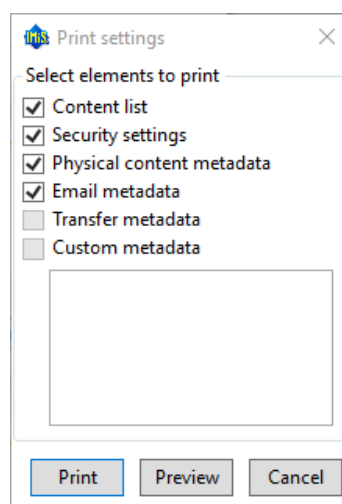 IMiS Print settings
Select elements to print
Content list
Security settings
Physical content metadata
Email metadata
Transfer metadata
Custom metadata
Print Preview Cancel